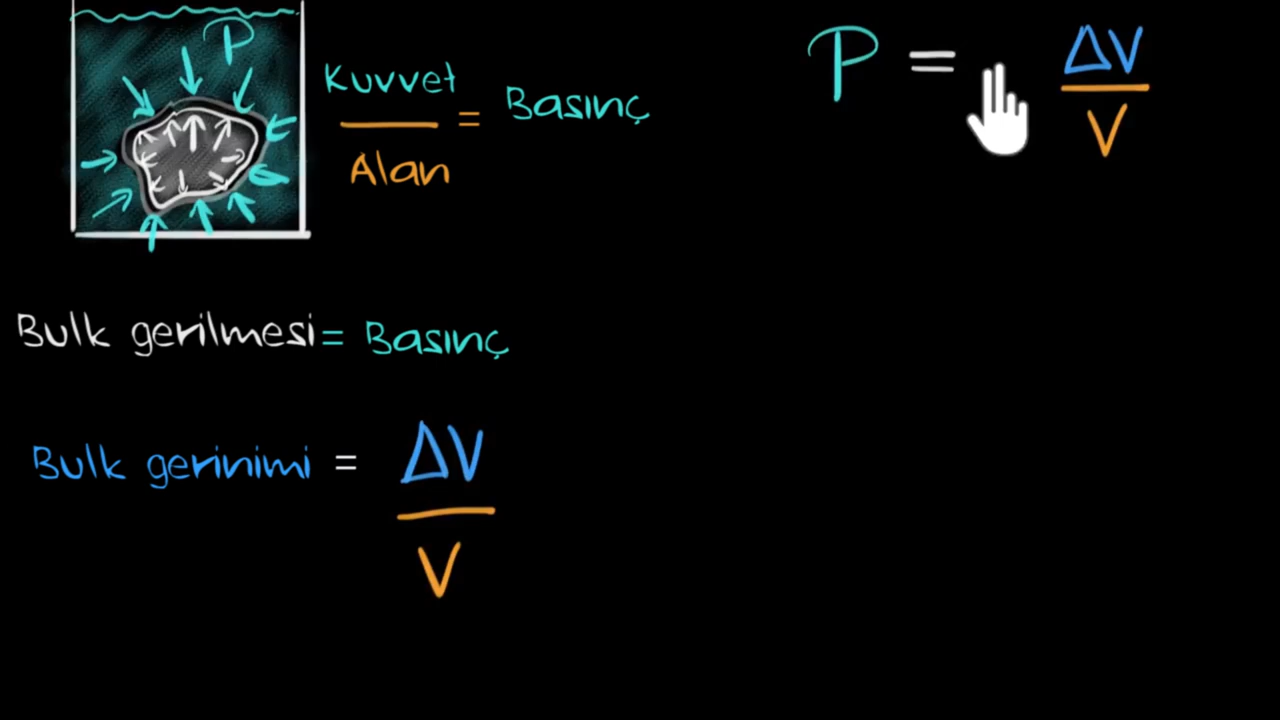 P
Kuvvet
Alan
= Basınç
P = ΔV
V
Bulk gerilmesi = Basınç
Bulk gerinimi = ΔV
V